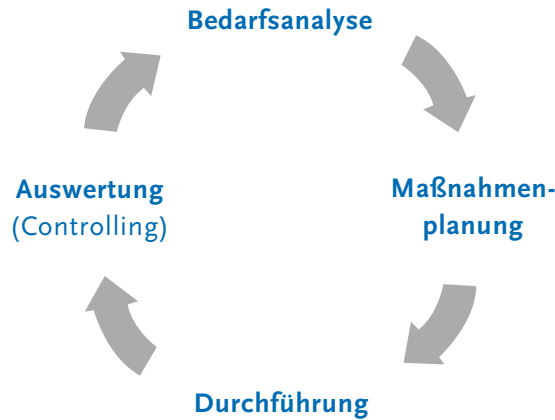 Bedarfsanalyse
Maßnahmen-
planung
Durchführung
Auswertung
(Controlling)